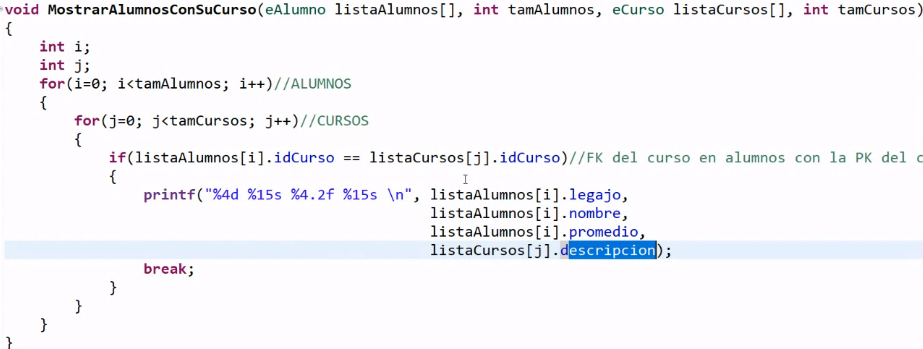 void MostrarAlumnosConSuCurso(eAlumno listaAlumnos[], int tamAlumnos, eCurso listaCursos[], int tamCursos)
{
int i;
int j;
for(i=0; i<tamAlumnos; i++)//ALUMNOS
{
for(j=0; j<tamCursos; j++)//CURSOS
{
if(listaAlumnos[i].idCurso == listaCursos[j].idCurso)//FK del curso en alumnos con la PK del c
{
printf("%4d %15s %4.2f %15s \n", listaAlumnos[i].legajo,
listaAlumnos[i].nombre,
listaAlumnos[i].promedio,
listaCursos[j].descripcion);
break;
}
}
}
}